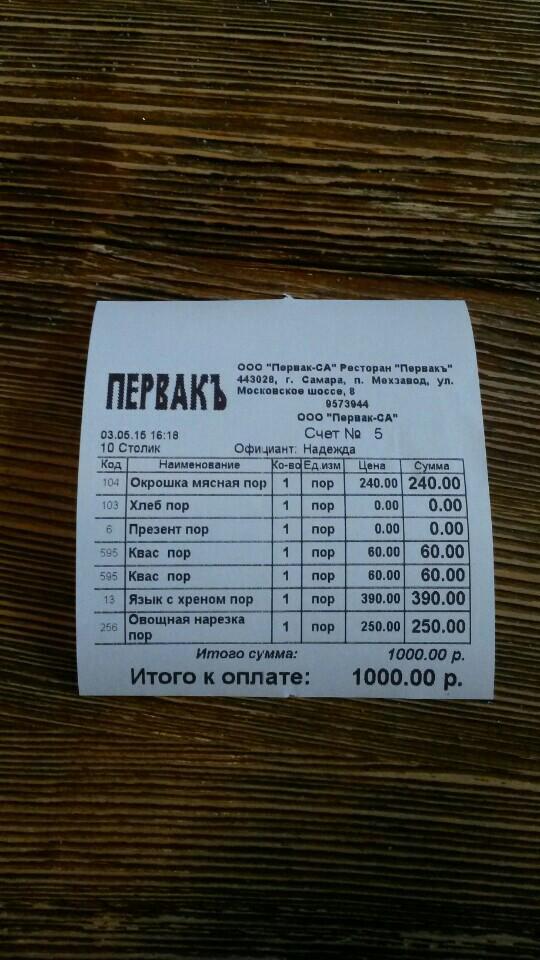 ПЕРВАКЪ
ООО "Первак-СА" Ресторан "Первакъ"
443028, г. Самара, п. Мехзавод, ул.
Московское шоссе, 8
9573944
ООО "Первак-СА"
03.05.15 16:18 Счет № 5
10 Столик Официант: Надежда
Код Наименование Ко-во Ед.изм Цена Сумма
104 Окрошка мясная пор 1 пор 240.00 240.00
103 Хлеб пор 1 пор 0.00 0.00
6 Презент пор 1 пор 0.00 0.00
595 Квас пор 1 пор 60.00 60.00
595 Квас пор 1 пор 60.00 60.00
13 Язык с хреном пор 1 пор 390.00 390.00
256 Овощная нарезка 1 пор 250.00 250.00
пор
Итого сумма: 1000.00 р.
Итого к оплате: 1000.00 р.